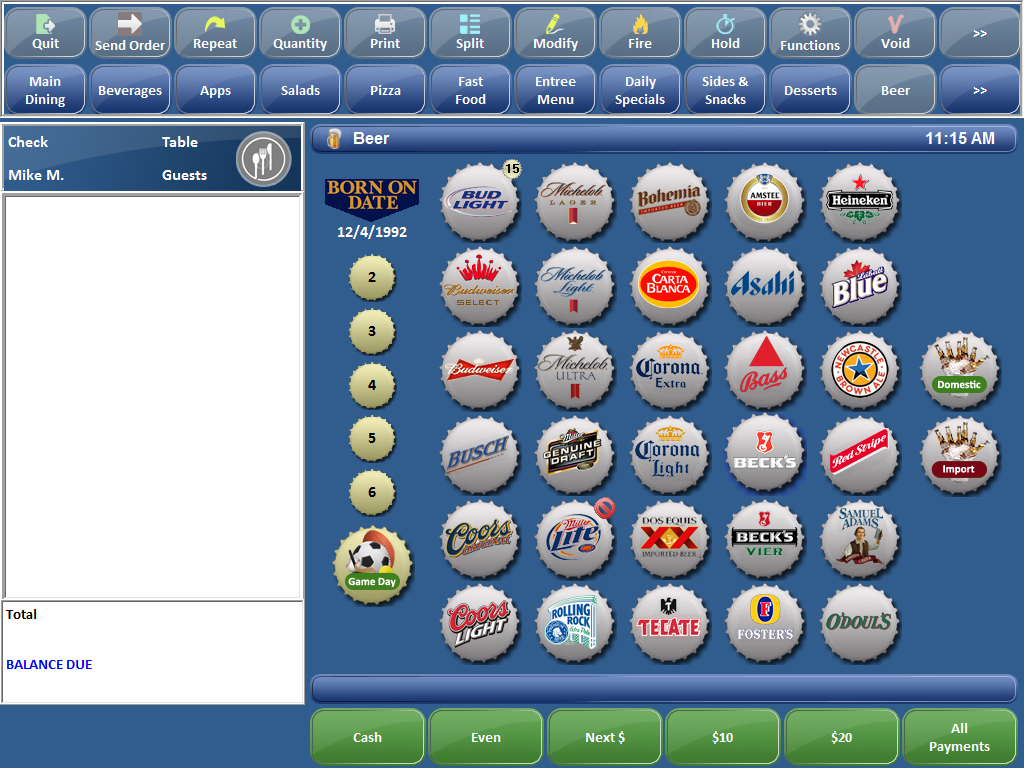 Quit
Send Order
Repeat
Quantity
Print
Split
Modify
Fire
Hold
Functions
Void
>>
Main
Dining
Beverages
Apps
Salads
Pizza
Fast
Food
Entree
Menu
Daily
Specials
Sides &
Snacks
Desserts
Beer
>>
Check
Table
Mike M.
Guests
Beer
11:15 AM
BORN ON
DATE
12/4/1992
2
3
4
5
6
Game Day
BUD
LIGHT
15
Michelob
LAGER
Bohemia
IMPORTED BEER
AMSTEL
BIER
Heineken
Budweiser
SELECT
Michelob
Light
CARTA
BLANCA
Asahi
Labatt
Blue
Budweiser
Michelob
ULTRA
Corona
Extra
Bass
NEWCASTLE
BROWN ALE
Domestic
BUSCH
Miller
GENUINE
DRAFT
Corona
Light
BECK'S
Red Stripe
Import
Coors
Miller
Lite
DOS EQUIS
XX
IMPORTED BEER
BECK'S
VIER
SAMUEL
ADAMS
Coors
LIGHT
ROLLING
ROCK
Extra Pale
T
TECATE
F
FOSTER'S
O'DOUL'S
Total
BALANCE DUE
Cash
Even
Next $
$10
$20
All
Payments